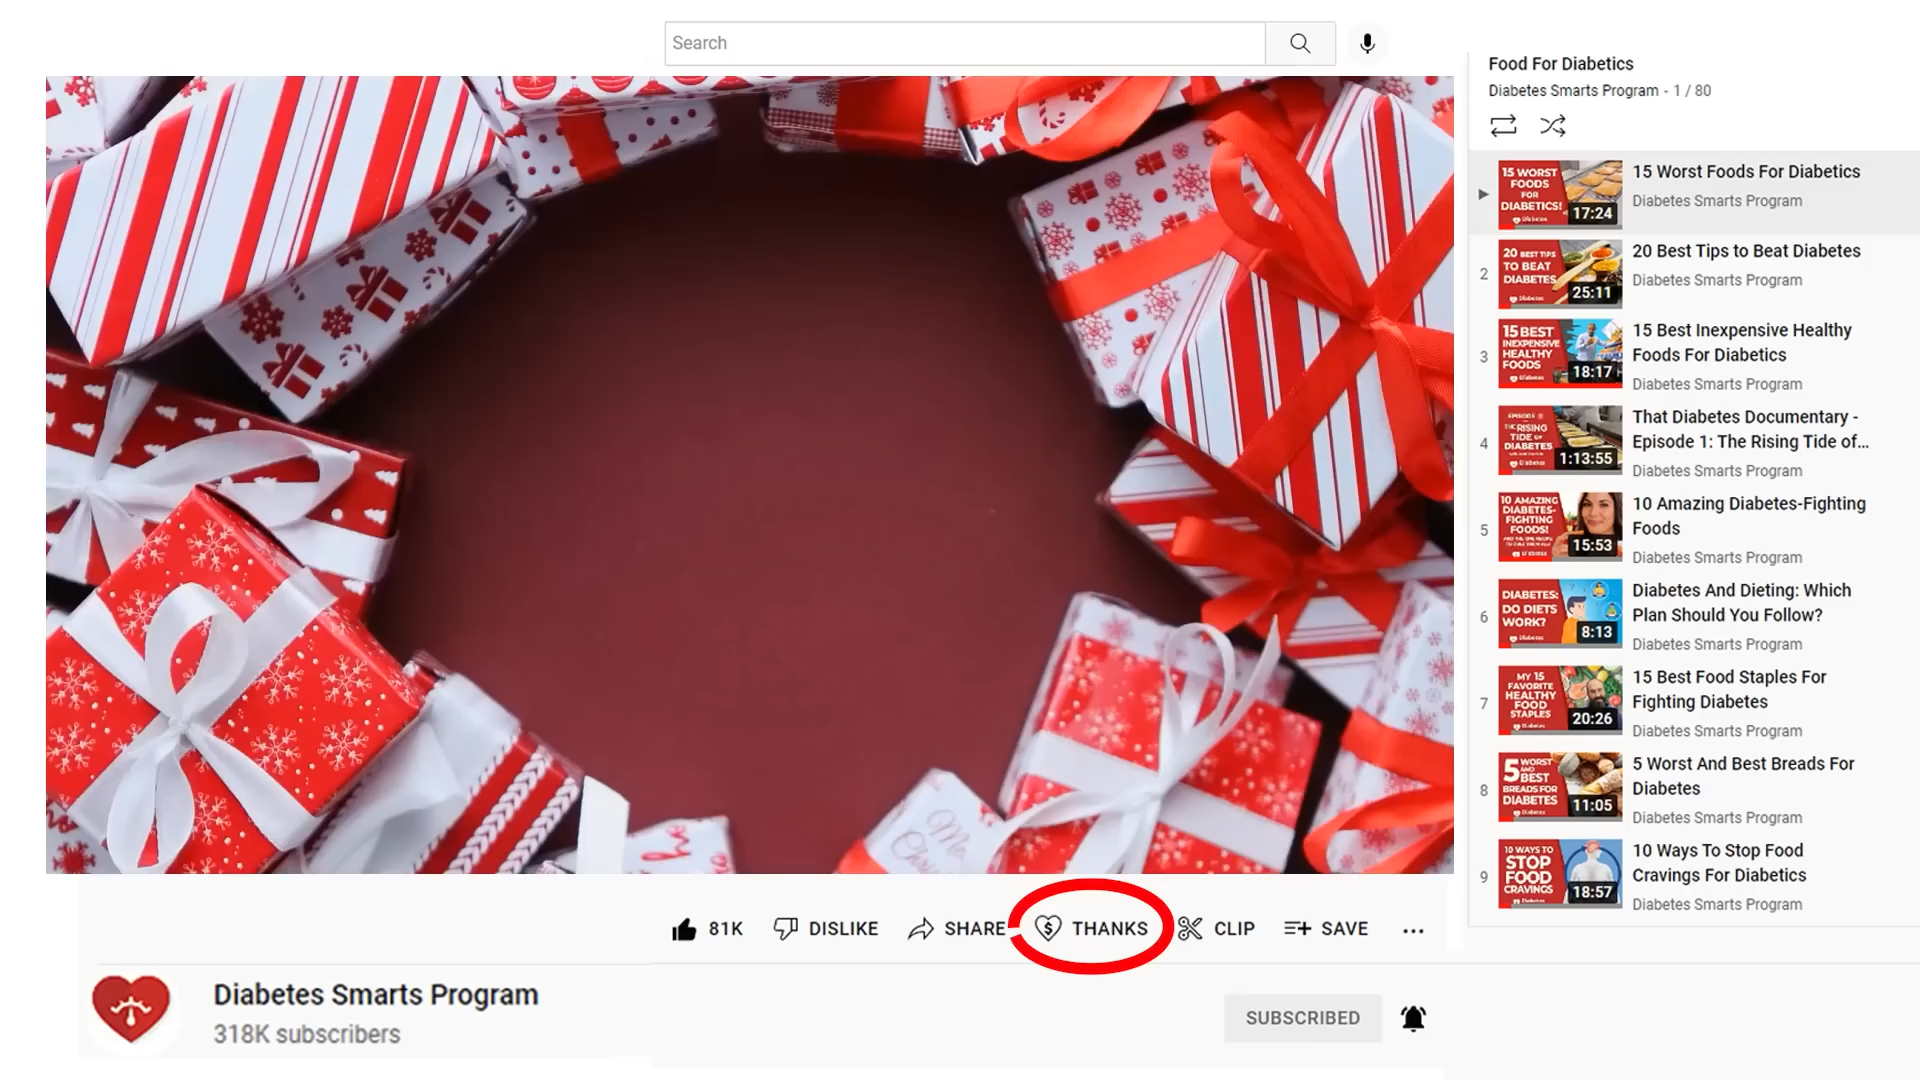 Search
Food For Diabetics
Diabetes Smarts Program - 1 / 80
15 WORST
FOODS
FOR
DIABETICS!
17:24
15 Worst Foods For Diabetics
Diabetes Smarts Program
2
20 BEST TIPS
TO BEAT
DIABETES
25:11
20 Best Tips to Beat Diabetes
Diabetes Smarts Program
3
15 BEST
INEXPENSIVE
HEALTHY
FOODS
18:17
15 Best Inexpensive Healthy
Foods For Diabetics
Diabetes Smarts Program
4
THE RISING
TIDE OF
DIABETES
1:13:55
That Diabetes Documentary -
Episode 1: The Rising Tide of...
Diabetes Smarts Program
5
10 AMAZING
DIABETES-
FIGHTING
FOODS!
15:53
10 Amazing Diabetes-Fighting
Foods
Diabetes Smarts Program
6
DIABETES:
DO DIETS
WORK?
8:13
Diabetes And Dieting: Which
Plan Should You Follow?
Diabetes Smarts Program
7
MY 15
FAVORITE
HEALTHY
FOOD
STAPLES
20:26
15 Best Food Staples For
Fighting Diabetes
Diabetes Smarts Program
8
5 WORST
AND
BEST
BREADS FOR
DIABETES
11:05
5 Worst And Best Breads For
Diabetes
Diabetes Smarts Program
9
10 WAYS TO
STOP
FOOD
CRAVINGS
18:57
10 Ways To Stop Food
Cravings For Diabetics
Diabetes Smarts Program
81K
DISLIKE
SHARE
THANKS
CLIP
SAVE
...
Diabetes Smarts Program
318K subscribers
SUBSCRIBED